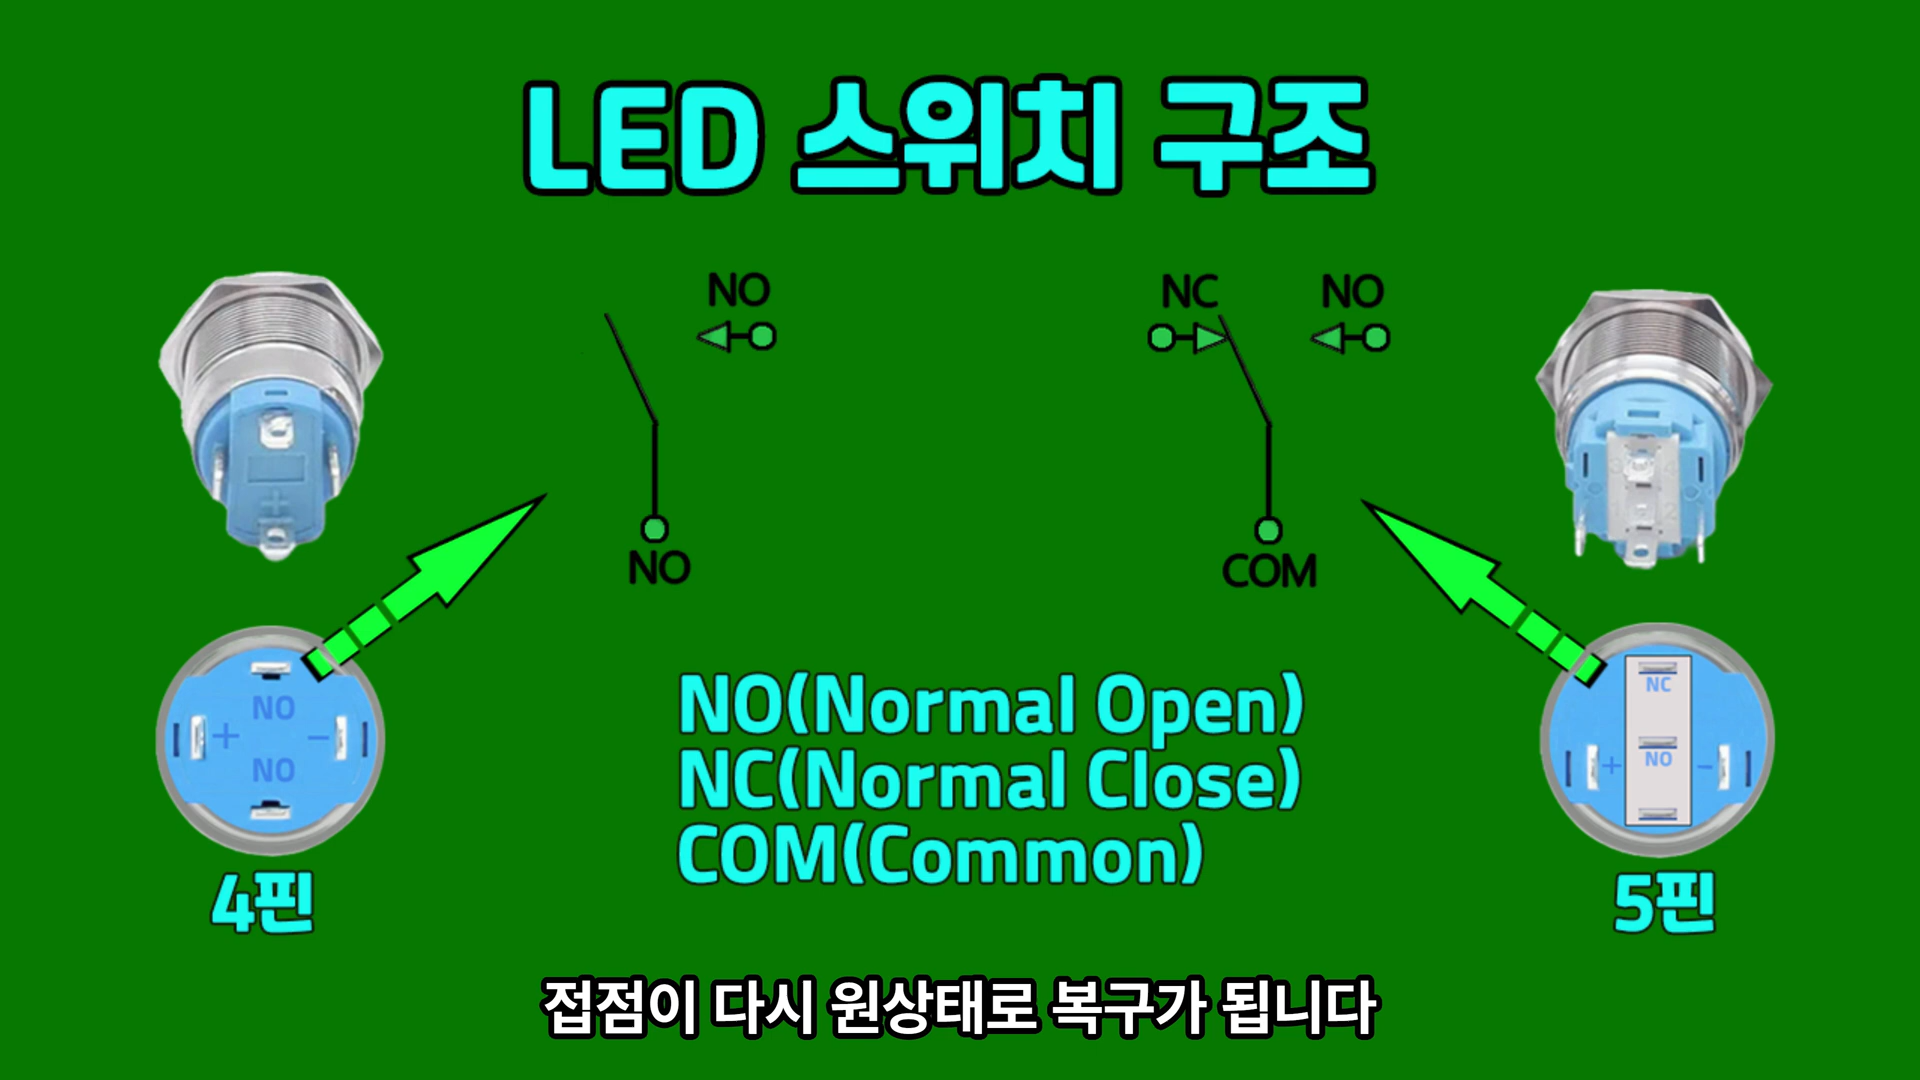 LED 스위치 구조
NO
NC NO
NO
COM
NO
+ −
NO
NC
NO
+ −
NO(Normal Open)
NC(Normal Close)
COM(Common)
4핀
5핀
접점이 다시 원상태로 복구가 됩니다